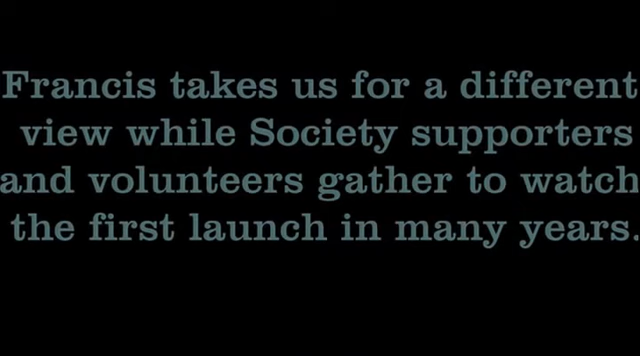 Francis takes us for a different
view while Society supporters
and volunteers gather to watch
the first launch in many years.